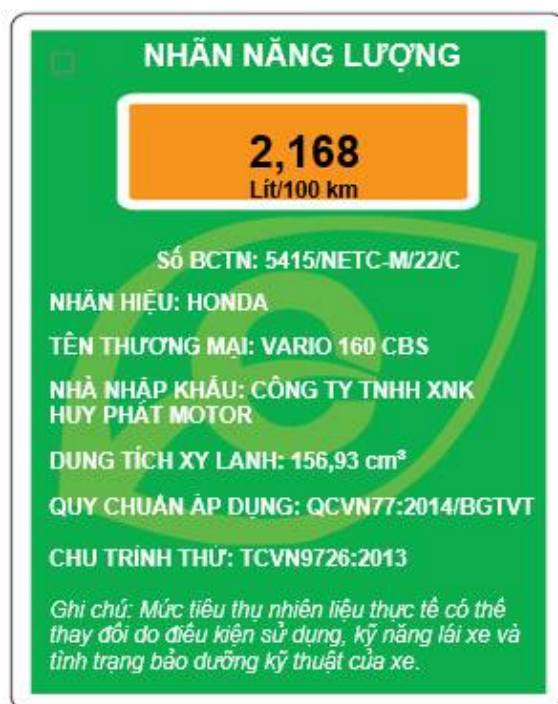 NHÃN NĂNG LƯỢNG
2,168
Lít/100 km
Số BCTN: 5415/NETC-M/22/C
NHÃN HIỆU: HONDA
TÊN THƯƠNG MẠI: VARIO 160 CBS
NHÀ NHẬP KHẨU: CÔNG TY TNHH XNK
HUY PHÁT MOTOR
DUNG TÍCH XY LANH: 156,93 cm³
QUY CHUẨN ÁP DỤNG: QCVN77:2014/BGTVT
CHU TRÌNH THỬ: TCVN9726:2013
Ghi chú: Mức tiêu thụ nhiên liệu thực tế có thể
thay đổi do điều kiện sử dụng, kỹ năng lái xe và
tình trạng bảo dưỡng kỹ thuật của xe.